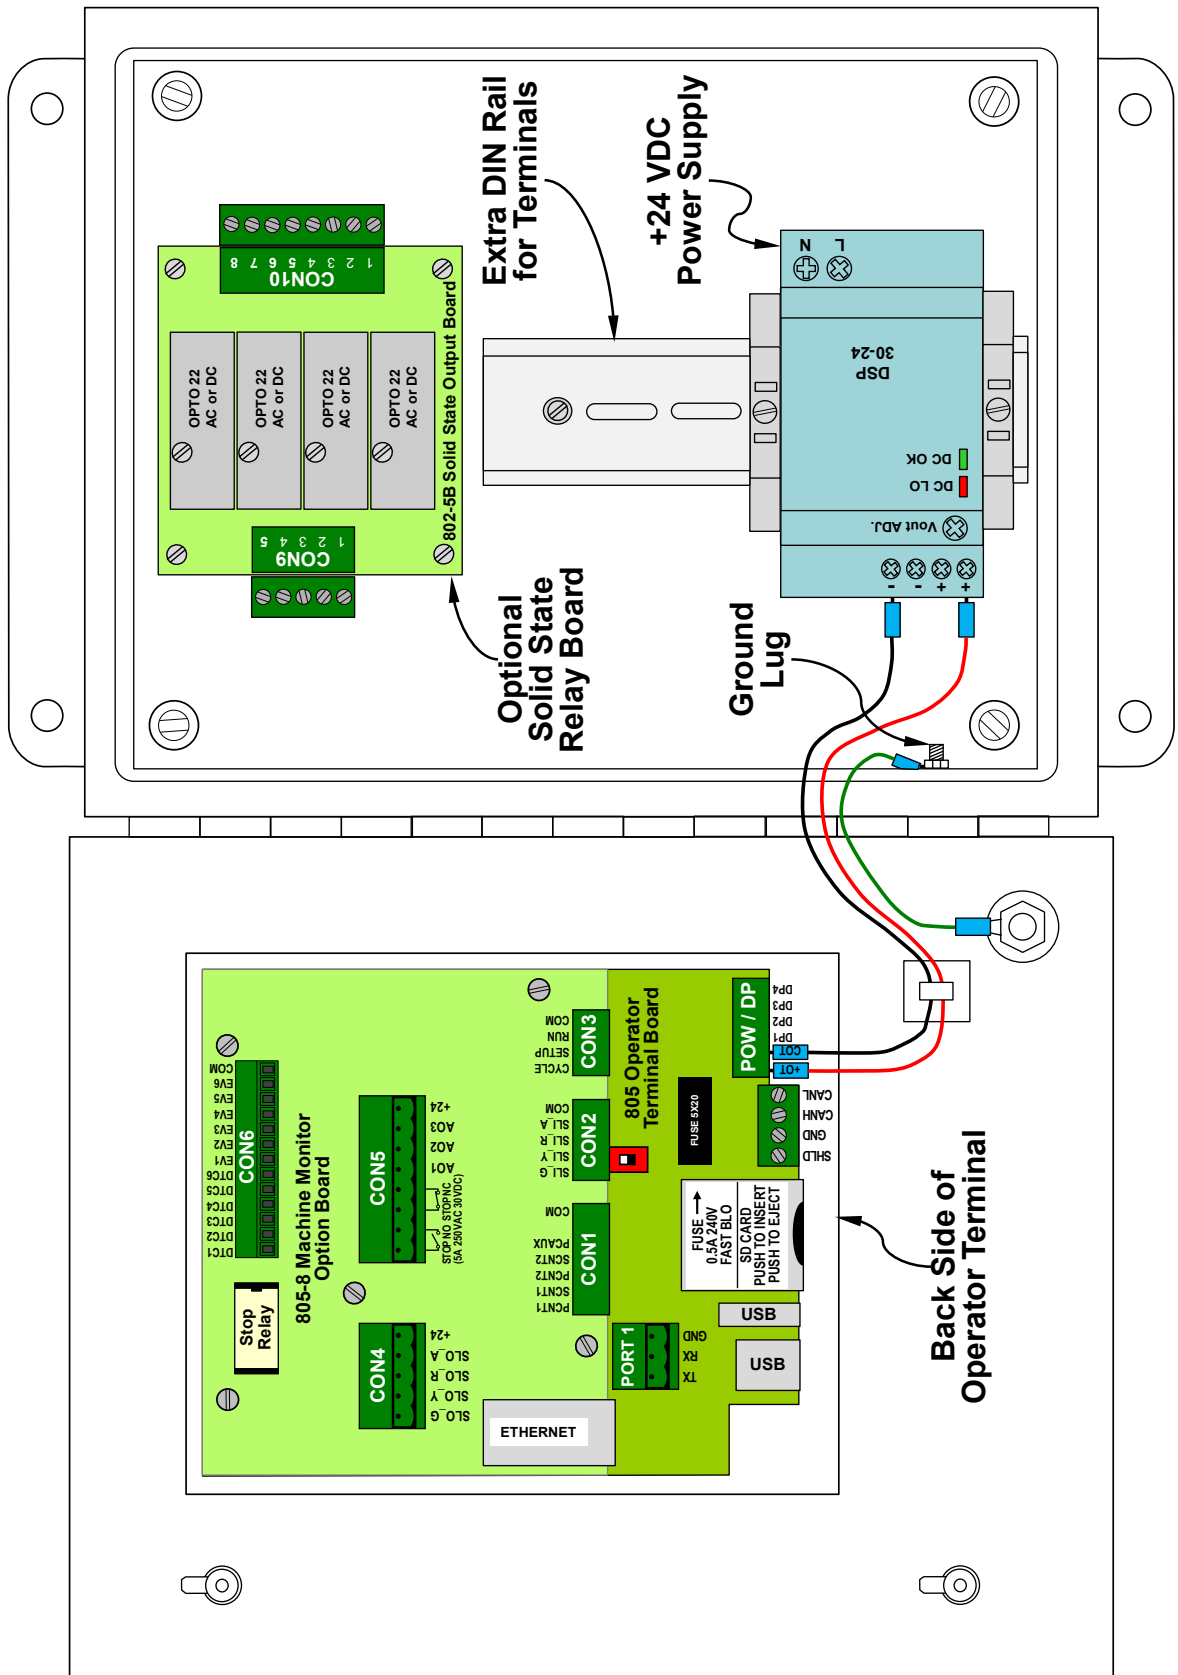 Extra DIN Rail
for Terminals
+24 VDC
Power Supply
8
7
6
5
4
3
2
1
CON10
OPTO 22
AC or DC
OPTO 22
AC or DC
OPTO 22
AC or DC
OPTO 22
AC or DC
802-5B Solid State Output Board
CON9
5
4
3
2
1
Optional
Solid State
Relay Board
N
L
DSP
30-24
DC OK
DC LO
Vout ADJ.
-
-
+
+
Ground
Lug
COM
EV6
EV5
EV4
EV3
EV2
EV1
DTC6
DTC5
DTC4
DTC3
DTC2
DTC1
CON6
Stop
Relay
805-8 Machine Monitor
Option Board
CON5
+24
AO3
AO2
AO1
STOP NC
STOP NO
(5A 250VAC 30VDC)
CON4
+24
SLO_A
SLO_R
SLO_Y
SLO_G
ETHERNET
COM
RUN
SETUP
CYCLE
CON3
COM
SLI_A
SLI_R
SLI_Y
SLI_G
CON2
COM
PCAUX
SCNT2
PCNT2
SCNT1
PCNT1
CON1
805 Operator
Terminal Board
PORT 1
GND
RX
TX
FUSE 5X20
POW / DP
DP4
DP3
DP2
DP1
COT
+OT
CANL
CANH
GND
SHLD
FUSE
0.5A 240V
FAST BLO
SD CARD
PUSH TO INSERT
PUSH TO EJECT
USB
USB
Back Side of
Operator Terminal